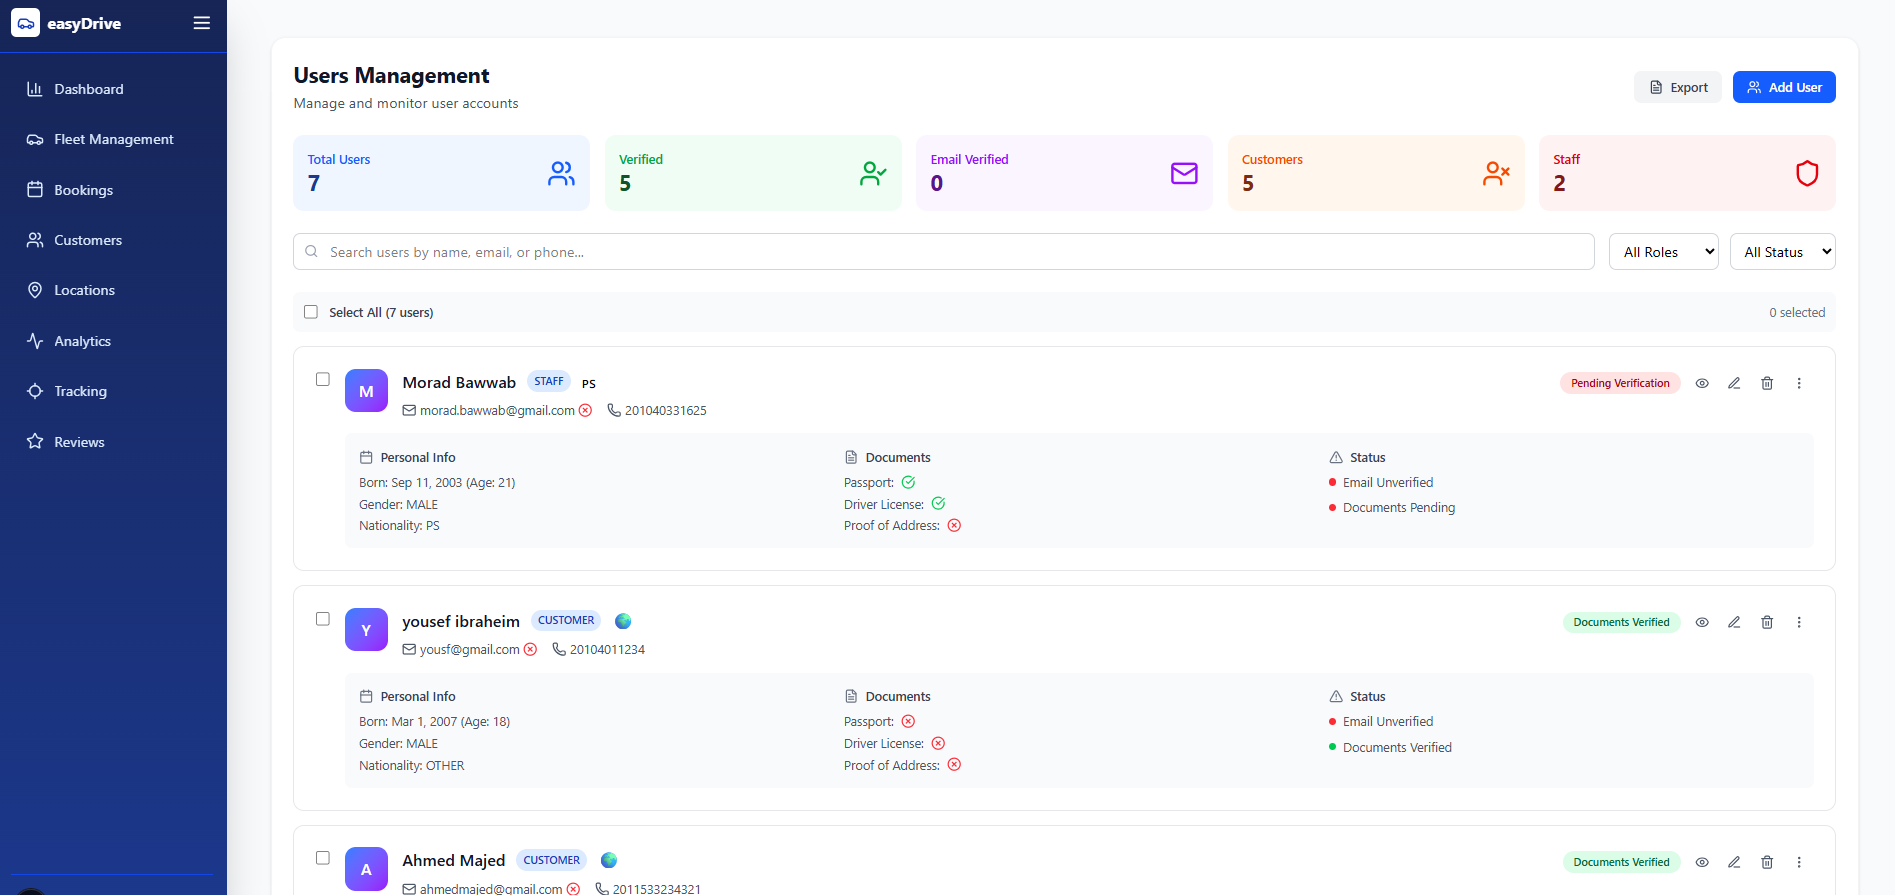 easyDrive
Dashboard
Fleet Management
Bookings
Customers
Locations
Analytics
Tracking
Reviews
Users Management
Manage and monitor user accounts
Export
Add User
Total Users
7
Verified
5
Email Verified
0
Customers
5
Staff
2
Search users by name, email, or phone...
All Roles
All Status
Select All (7 users)
0 selected
M
Morad Bawwab STAFF PS
morad.bawwab@gmail.com 201040331625
Pending Verification
Personal Info
Born: Sep 11, 2003 (Age: 21)
Gender: MALE
Nationality: PS
Documents
Passport:
Driver License:
Proof of Address:
Status
Email Unverified
Documents Pending
Y
yousef ibraheim CUSTOMER
yousf@gmail.com 20104011234
Documents Verified
Personal Info
Born: Mar 1, 2007 (Age: 18)
Gender: MALE
Nationality: OTHER
Documents
Passport:
Driver License:
Proof of Address:
Status
Email Unverified
Documents Verified
A
Ahmed Majed CUSTOMER
ahmedmajed@gmail.com 2011533234321
Documents Verified